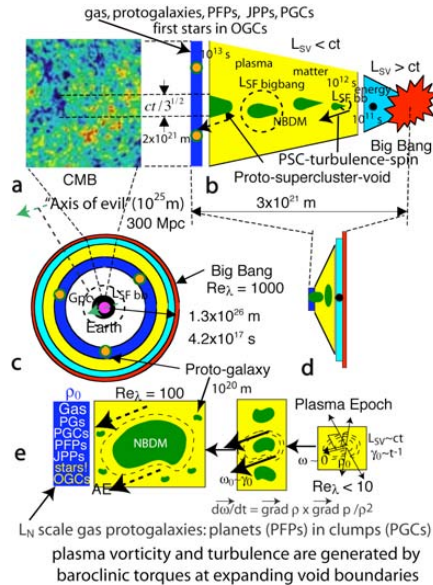 gas, protogalaxies, PFPs, JPPs, PGCs
first stars in OGCs
L_SV < ct
10^13 s
plasma
L_SV > ct
matter
L_SF bigbang
10^12 s
L_SF bb
energy
ct /3^1/2
NBDM
10^11 s
2x10^21 m
Big Bang
PSC-turbulence-spin
Proto-supercluster-void
a
CMB
b
"Axis of evil" (10^25 m)
300 Mpc
3x10^21 m
Big Bang
Re_λ = 1000
Gpc
L_SF bb
Earth
1.3x10^26 m
4.2x10^17 s
c
d
Proto-galaxy
10^20 m
ρ_0
Re_λ = 100
Plasma Epoch
Gas
PGs
PGCs
PFPs
JPPs
stars!
OGCs
e
NBDM
L_SV~ct
γ_0~t^-1
ω~0
ρ_0
ω_0~γ_0
Re_λ < 10
AE
dω/dt = grad ρ x grad p /ρ^2
L_N scale gas protogalaxies: planets (PFPs) in clumps (PGCs)
plasma vorticity and turbulence are generated by
baroclinic torques at expanding void boundaries